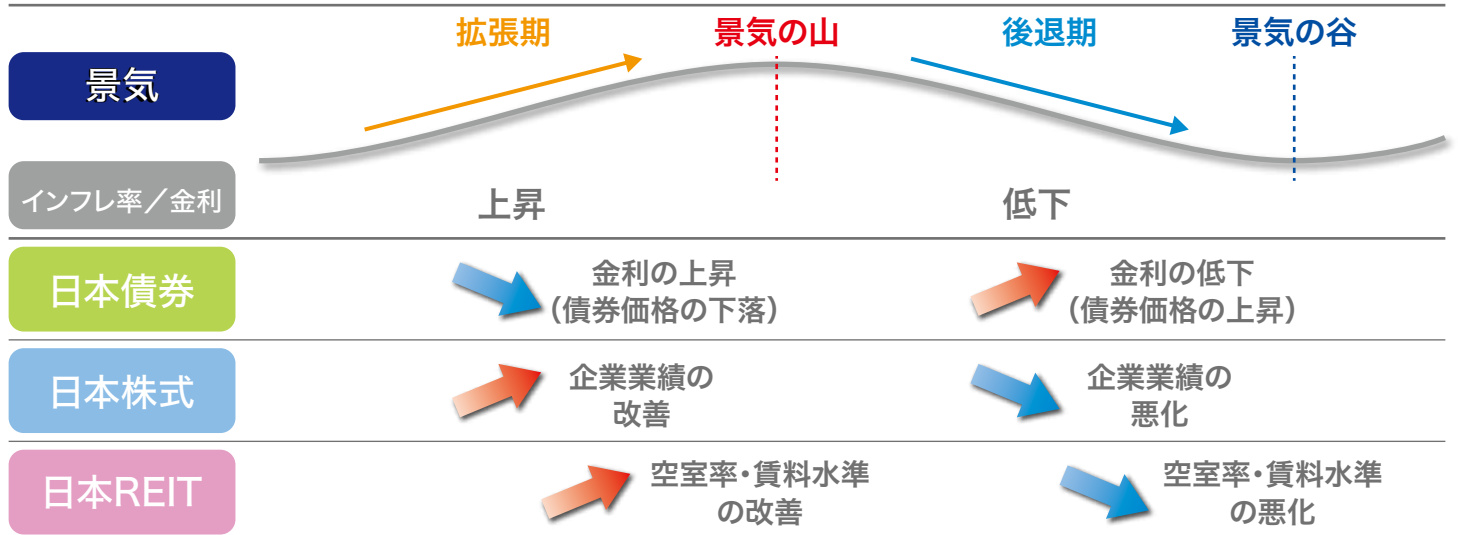 拡張期
景気の山
後退期
景気の谷
景気
インフレ率／金利
上昇
低下
日本債券
金利の上昇
（債券価格の下落）
金利の低下
（債券価格の上昇）
日本株式
企業業績の
改善
企業業績の
悪化
日本REIT
空室率・賃料水準
の改善
空室率・賃料水準
の悪化